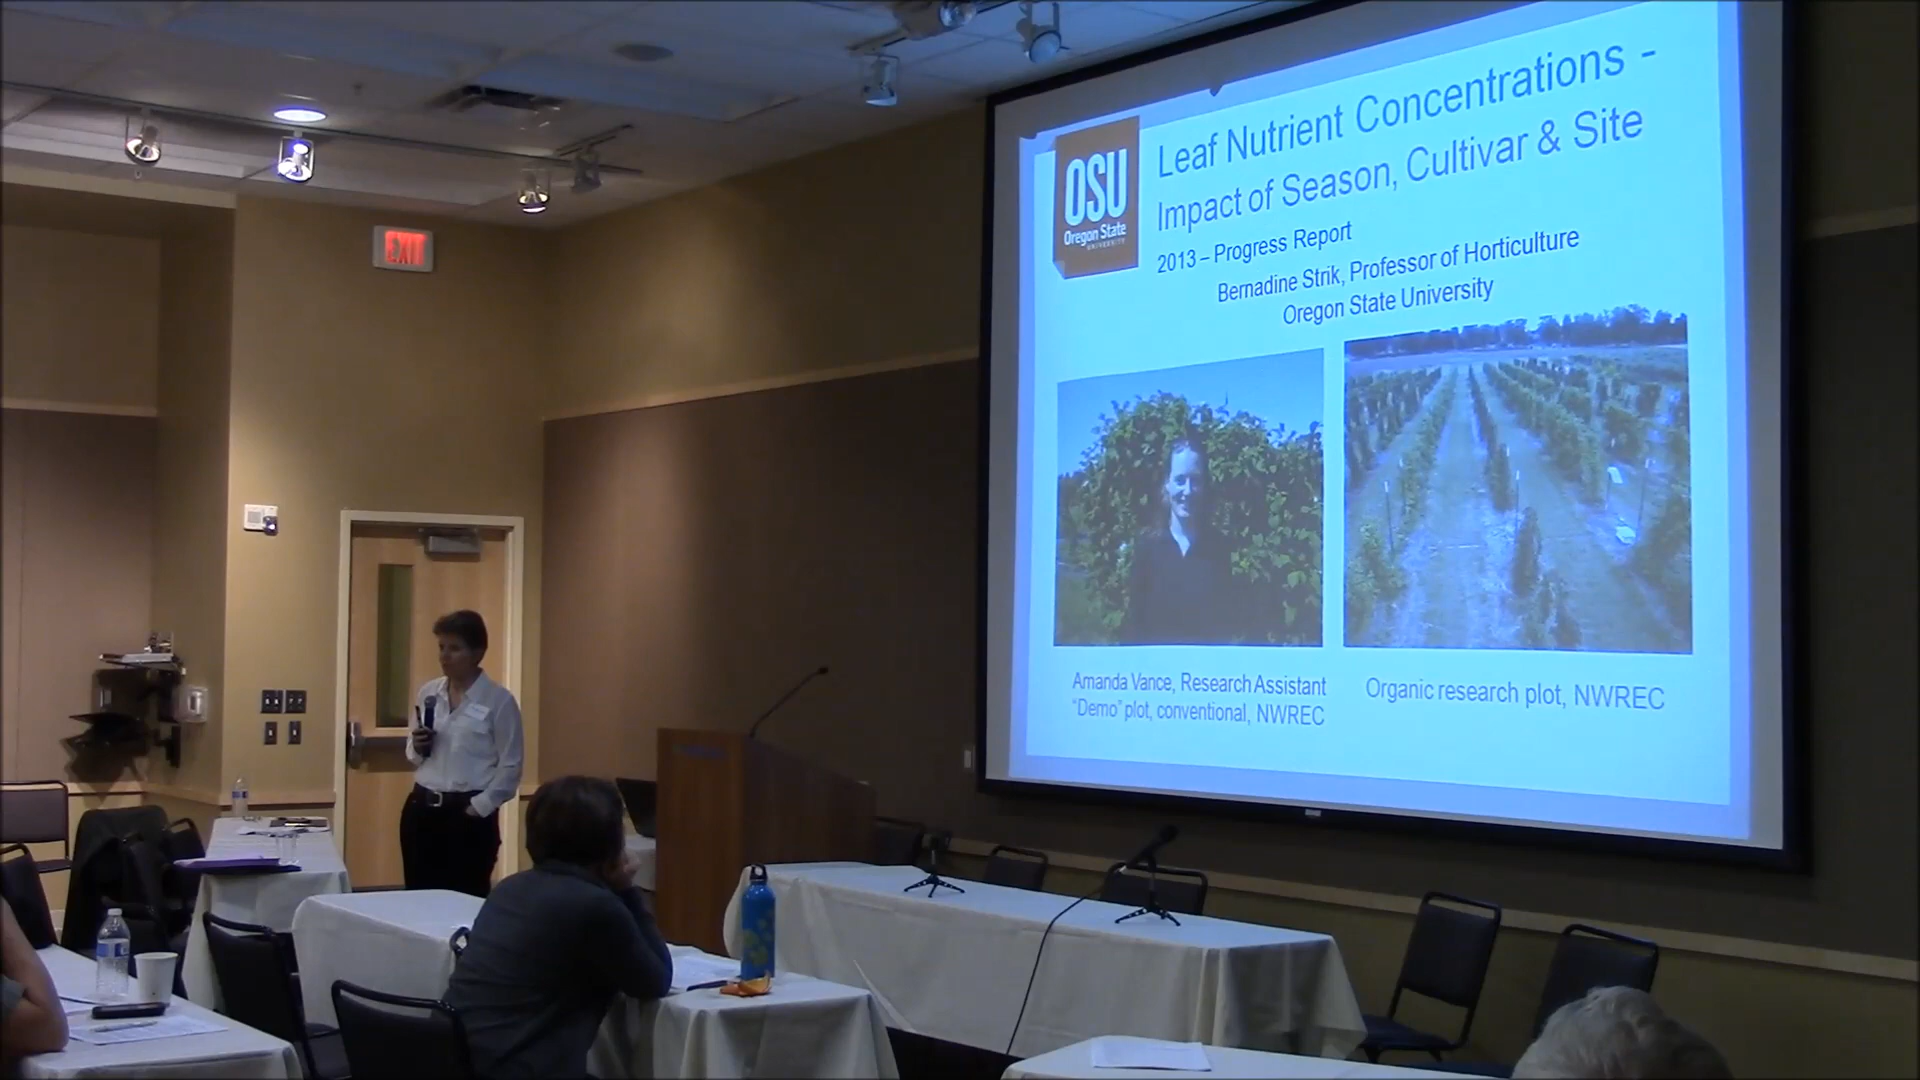 EXIT
OSU
Oregon State
UNIVERSITY
Leaf Nutrient Concentrations -
Impact of Season, Cultivar & Site
2013 – Progress Report
Bernadine Strik, Professor of Horticulture
Oregon State University
Amanda Vance, Research Assistant
"Demo" plot, conventional, NWREC
Organic research plot, NWREC